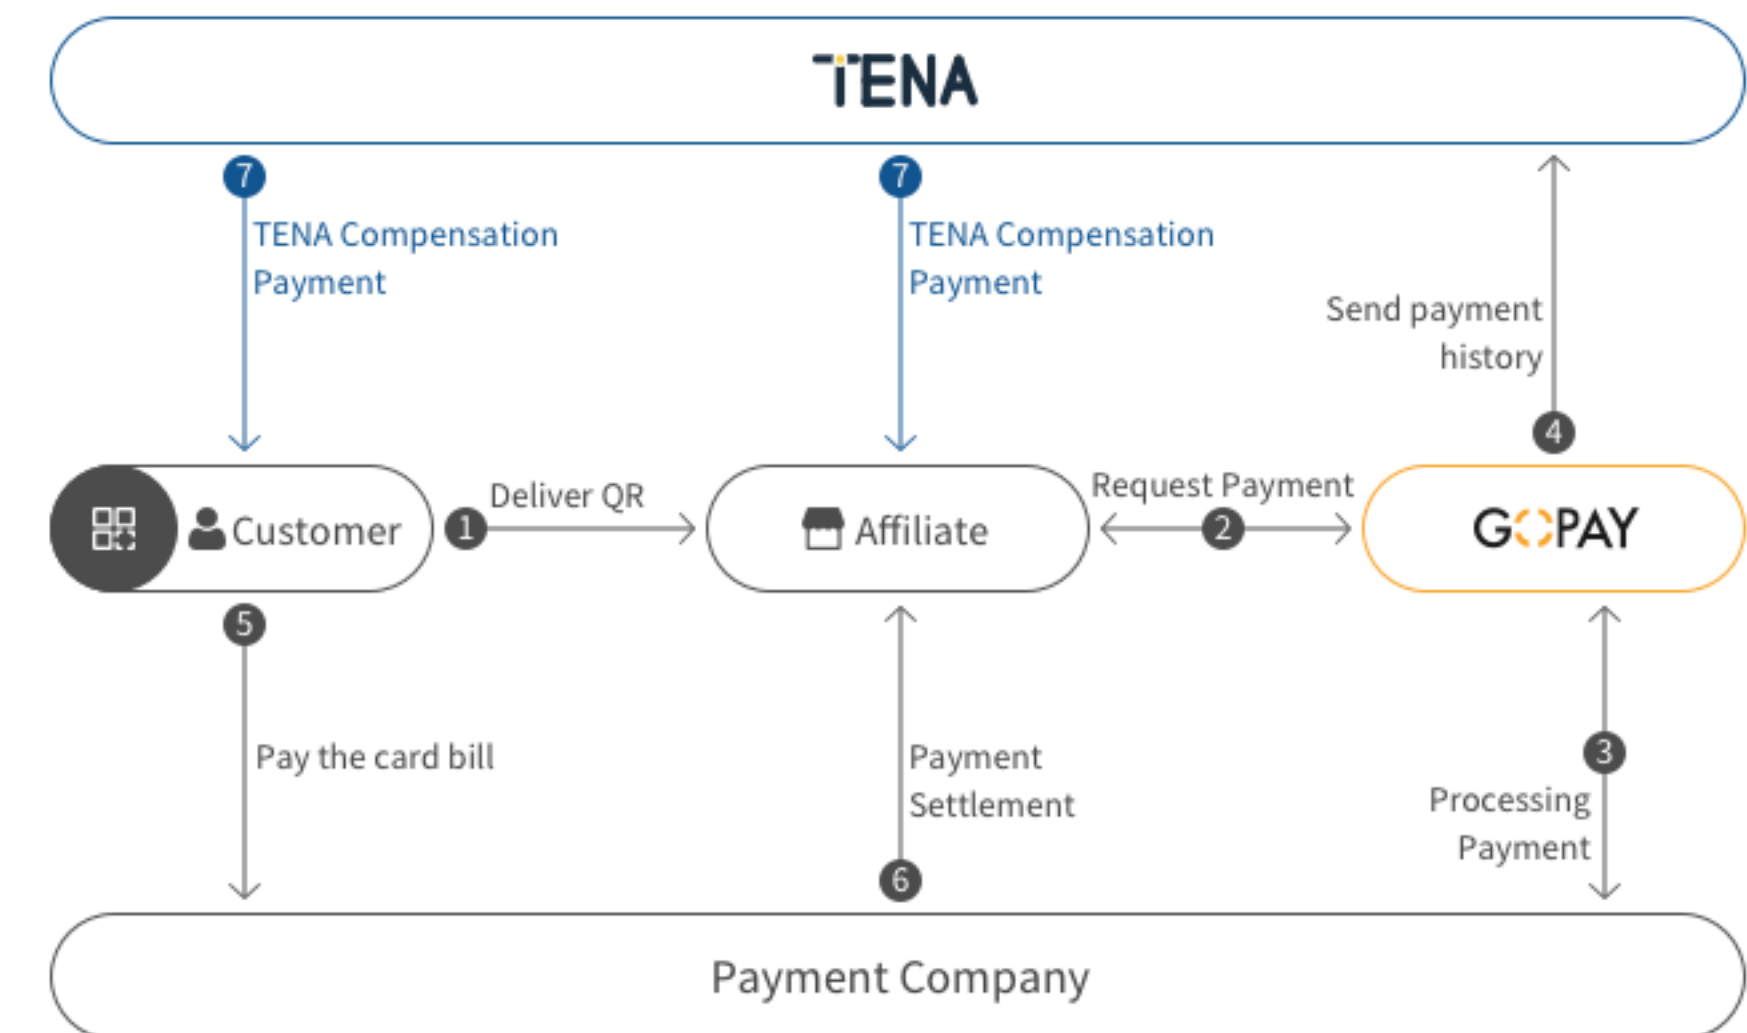 TENA
7
7
TENA Compensation
Payment
TENA Compensation
Payment
Send payment
history
4
Customer
1
Deliver QR
Affiliate
Request Payment
2
GOPAY
5
Pay the card bill
Payment
Settlement
6
3
Processing
Payment
Payment Company